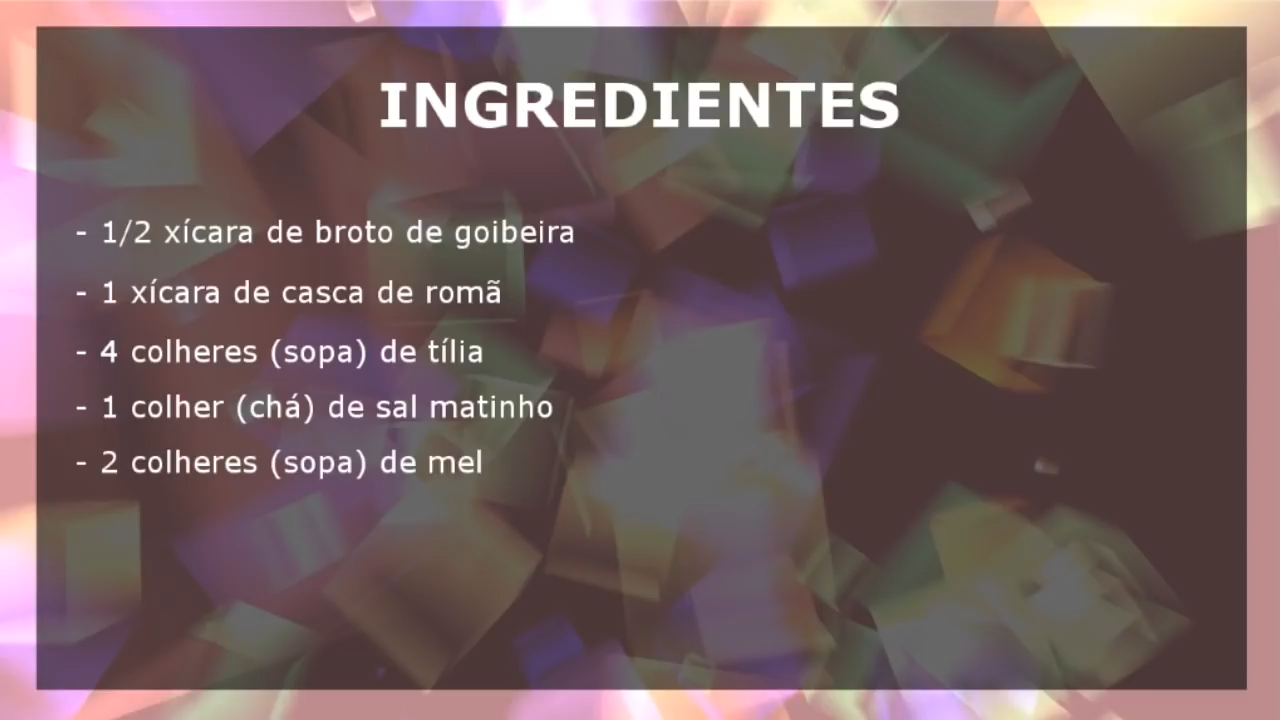 INGREDIENTES
- 1/2 xícara de broto de goibeira
- 1 xícara de casca de romã
- 4 colheres (sopa) de tília
- 1 colher (chá) de sal matinho
- 2 colheres (sopa) de mel